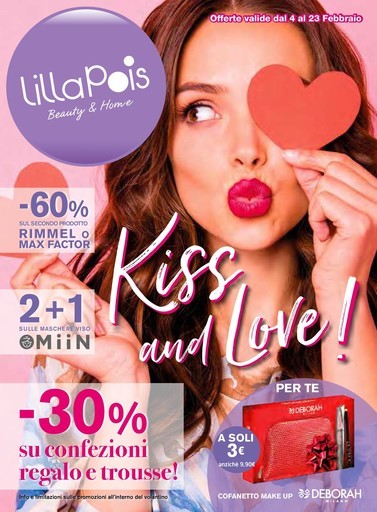 Offerte valide dal 4 al 23 Febbraio
LillaPois
Beauty & Home
-60%
SUL SECONDO PRODOTTO
RIMMEL o
MAX FACTOR
2+1
SULLE MASCHERE VISO
MiiN
Kiss
and Love!
-30%
su confezioni
regalo e trousse!
Info e limitazioni sulle promozioni all'interno del volantino
PER TE
DEBORAH
A SOLI
3€
anziché 9,90€
COFANETTO MAKE UP
DEBORAH
MILANO